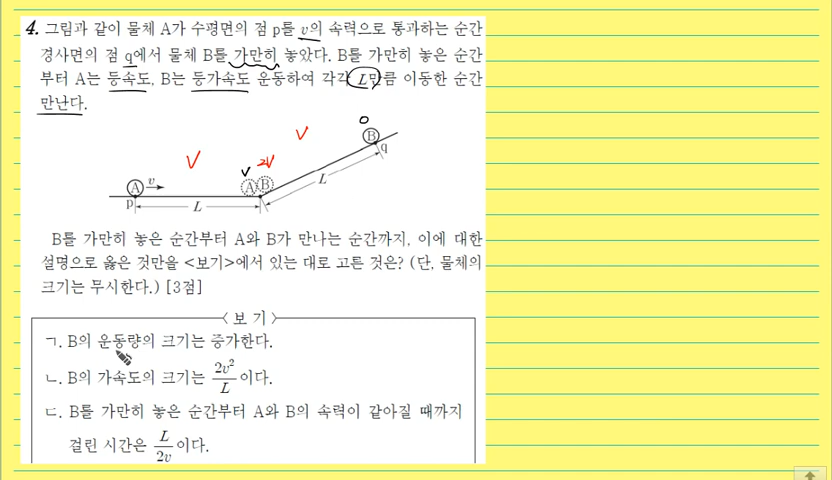 4. 그림과 같이 물체 A가 수평면의 점 p를 v의 속력으로 통과하는 순간
경사면의 점 q에서 물체 B를 가만히 놓았다. B를 가만히 놓은 순간
부터 A는 등속도, B는 등가속도 운동하여 각각 L만큼 이동한 순간
만난다.
V
0
B
q
V
2V
V
A
v
A
B
L
p
L
B를 가만히 놓은 순간부터 A와 B가 만나는 순간까지, 이에 대한
설명으로 옳은 것만을 <보기>에서 있는 대로 고른 것은? (단, 물체의
크기는 무시한다.) [3점]
<보 기>
ㄱ. B의 운동량의 크기는 증가한다.
ㄴ. B의 가속도의 크기는 2v²/L 이다.
ㄷ. B를 가만히 놓은 순간부터 A와 B의 속력이 같아질 때까지
걸린 시간은 L/2v 이다.